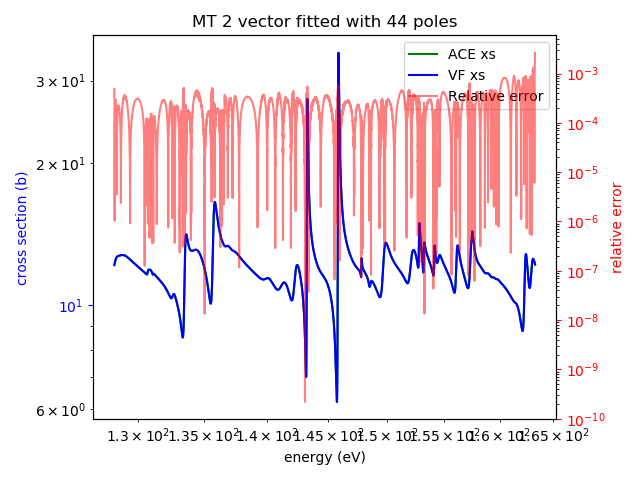 MT 2 vector fitted with 44 poles
ACE xs
VF xs
Relative error
cross section (b)
3 × 10¹
2 × 10¹
10¹
6 × 10⁰
10⁻³
10⁻⁴
10⁻⁵
10⁻⁶
10⁻⁷
10⁻⁸
10⁻⁹
10⁻¹⁰
relative error
1.3 × 10² 1.35 × 10² 1.4 × 10² 1.45 × 10² 1.5 × 10² 1.55 × 10² 1.6 × 10² 1.65 × 10²
energy (eV)